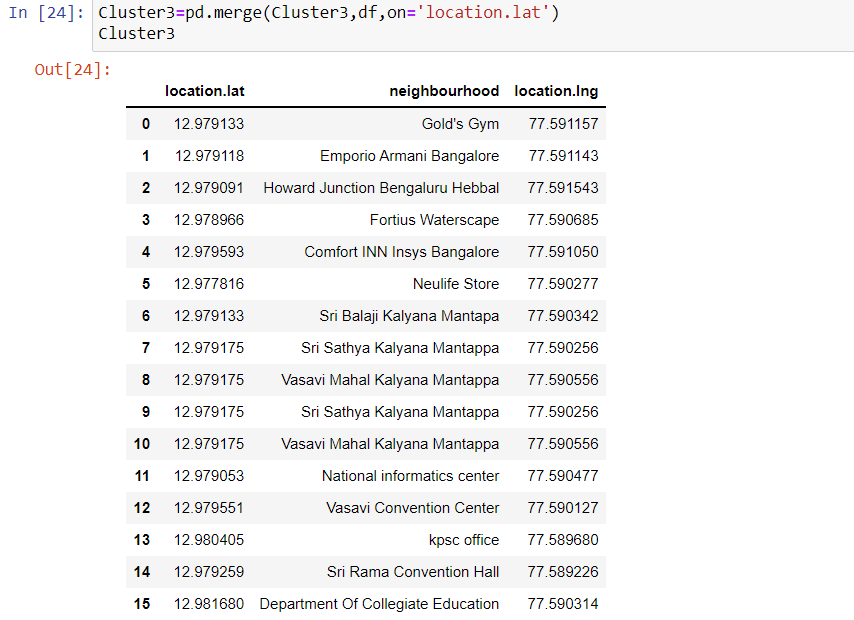 In [24]: Cluster3=pd.merge(Cluster3,df,on='location.lat')
Cluster3
Out[24]:
location.lat neighbourhood location.lng
0 12.979133 Gold's Gym 77.591157
1 12.979118 Emporio Armani Bangalore 77.591143
2 12.979091 Howard Junction Bengaluru Hebbal 77.591543
3 12.978966 Fortius Waterscape 77.590685
4 12.979593 Comfort INN Insys Bangalore 77.591050
5 12.977816 Neulife Store 77.590277
6 12.979133 Sri Balaji Kalyana Mantapa 77.590342
7 12.979175 Sri Sathya Kalyana Mantappa 77.590256
8 12.979175 Vasavi Mahal Kalyana Mantappa 77.590556
9 12.979175 Sri Sathya Kalyana Mantappa 77.590256
10 12.979175 Vasavi Mahal Kalyana Mantappa 77.590556
11 12.979053 National informatics center 77.590477
12 12.979551 Vasavi Convention Center 77.590127
13 12.980405 kpsc office 77.589680
14 12.979259 Sri Rama Convention Hall 77.589226
15 12.981680 Department Of Collegiate Education 77.590314